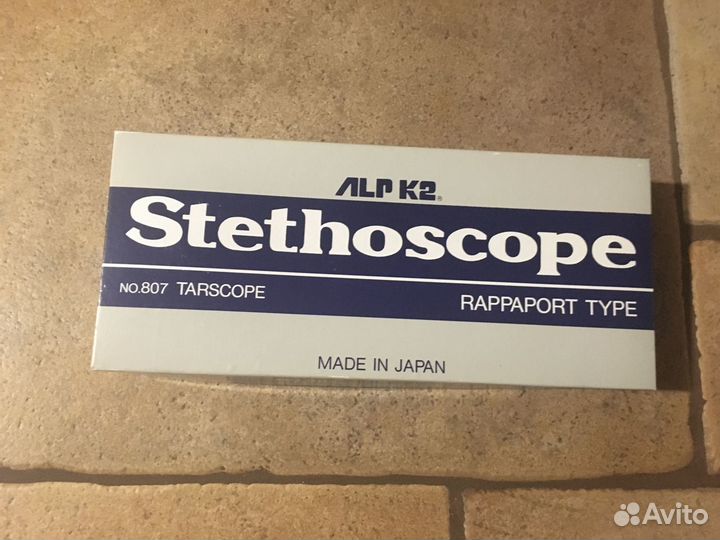 ALP K2®
Stethoscope
NO.807 TARSCOPE
RAPPAPORT TYPE
MADE IN JAPAN
Avito